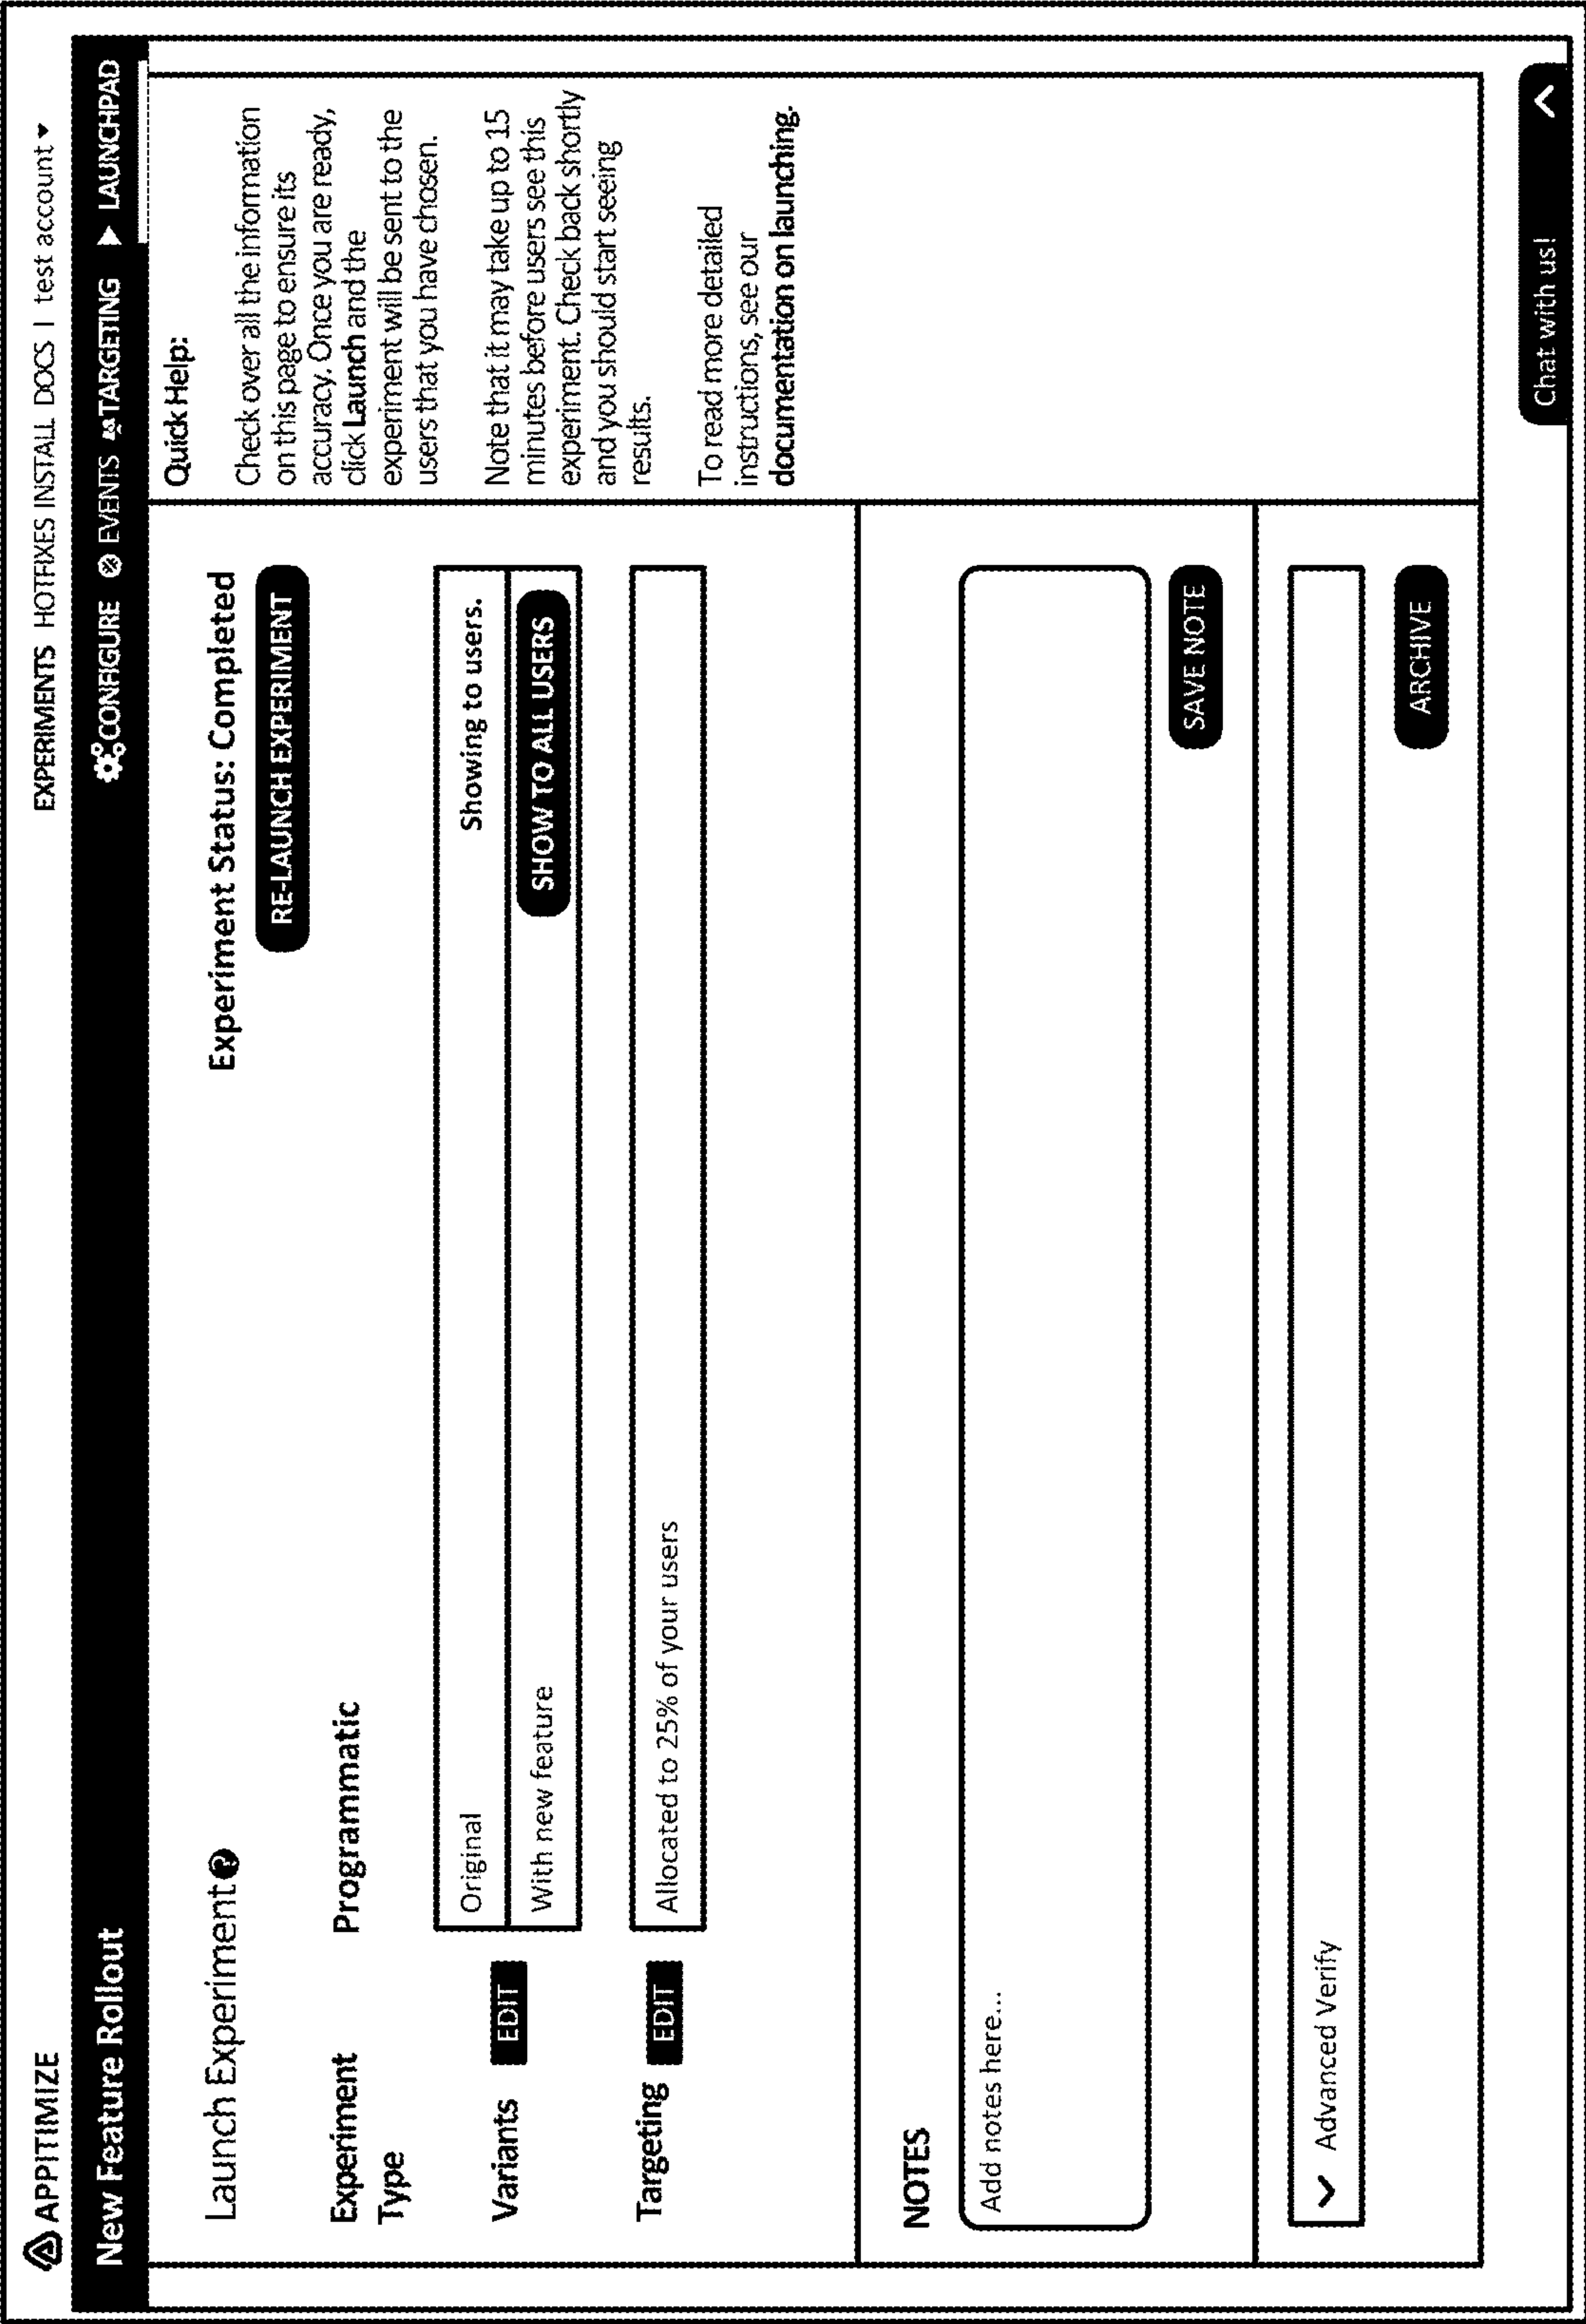 APPITIMIZE
EXPERIMENTS HOTFIXES INSTALL DOCS | test account
New Feature Rollout
CONFIGURE EVENTS TARGETING LAUNCHPAD
Launch Experiment ?
Experiment Status: Completed
RE-LAUNCH EXPERIMENT
Experiment
Type
Programmatic
Variants EDIT
Original Showing to users.
With new feature SHOW TO ALL USERS
Targeting EDIT
Allocated to 25% of your users
NOTES
Add notes here...
SAVE NOTE
Advanced Verify
ARCHIVE
Quick Help:
Check over all the information
on this page to ensure its
accuracy. Once you are ready,
click Launch and the
experiment will be sent to the
users that you have chosen.
Note that it may take up to 15
minutes before users see this
experiment. Check back shortly
and you should start seeing
results.
To read more detailed
instructions, see our
documentation on launching.
Chat with us!